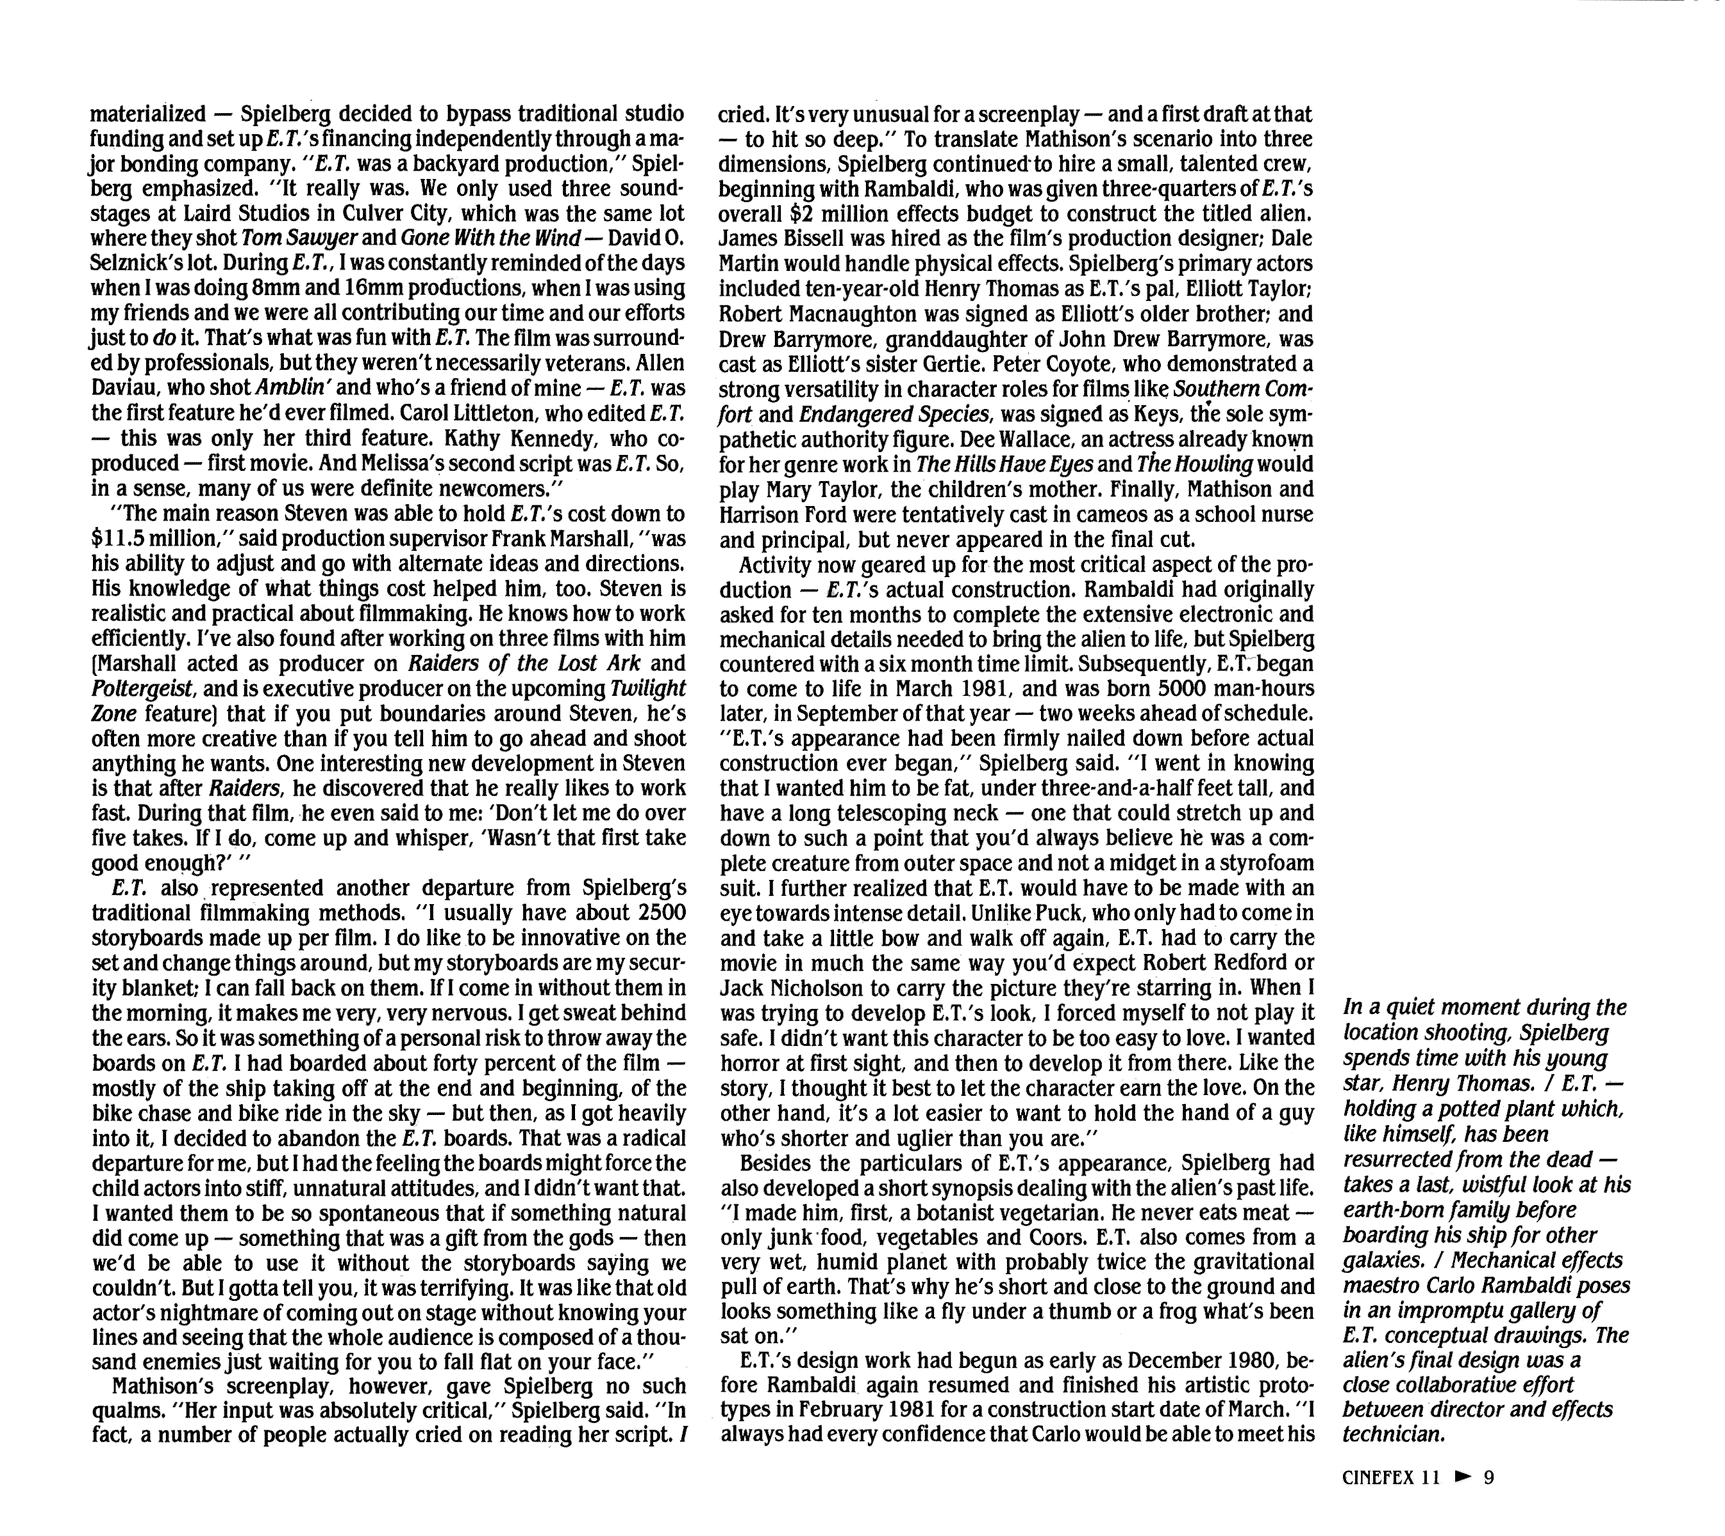 materialized — Spielberg decided to bypass traditional studio
funding and set up E.T.'s financing independently through a ma-
jor bonding company. "E.T. was a backyard production," Spiel-
berg emphasized. "It really was. We only used three sound-
stages at Laird Studios in Culver City, which was the same lot
where they shot Tom Sawyer and Gone With the Wind — David O.
Selznick's lot. During E.T., I was constantly reminded of the days
when I was doing 8mm and 16mm productions, when I was using
my friends and we were all contributing our time and our efforts
just to do it. That's what was fun with E.T. The film was surround-
ed by professionals, but they weren't necessarily veterans. Allen
Daviau, who shot Amblin' and who's a friend of mine — E.T. was
the first feature he'd ever filmed. Carol Littleton, who edited E.T.
— this was only her third feature. Kathy Kennedy, who co-
produced — first movie. And Melissa's second script was E.T. So,
in a sense, many of us were definite newcomers."
"The main reason Steven was able to hold E.T.'s cost down to
$11.5 million," said production supervisor Frank Marshall, "was
his ability to adjust and go with alternate ideas and directions.
His knowledge of what things cost helped him, too. Steven is
realistic and practical about filmmaking. He knows how to work
efficiently. I've also found after working on three films with him
(Marshall acted as producer on Raiders of the Lost Ark and
Poltergeist, and is executive producer on the upcoming Twilight
Zone feature) that if you put boundaries around Steven, he's
often more creative than if you tell him to go ahead and shoot
anything he wants. One interesting new development in Steven
is that after Raiders, he discovered that he really likes to work
fast. During that film, he even said to me: 'Don't let me do over
five takes. If I do, come up and whisper, 'Wasn't that first take
good enough?' "
E.T. also represented another departure from Spielberg's
traditional filmmaking methods. "I usually have about 2500
storyboards made up per film. I do like to be innovative on the
set and change things around, but my storyboards are my secur-
ity blanket; I can fall back on them. If I come in without them in
the morning, it makes me very, very nervous. I get sweat behind
the ears. So it was something of a personal risk to throw away the
boards on E.T. I had boarded about forty percent of the film —
mostly of the ship taking off at the end and beginning, of the
bike chase and bike ride in the sky — but then, as I got heavily
into it, I decided to abandon the E.T. boards. That was a radical
departure for me, but I had the feeling the boards might force the
child actors into stiff, unnatural attitudes, and I didn't want that.
I wanted them to be so spontaneous that if something natural
did come up — something that was a gift from the gods — then
we'd be able to use it without the storyboards saying we
couldn't. But I gotta tell you, it was terrifying. It was like that old
actor's nightmare of coming out on stage without knowing your
lines and seeing that the whole audience is composed of a thou-
sand enemies just waiting for you to fall flat on your face."
Mathison's screenplay, however, gave Spielberg no such
qualms. "Her input was absolutely critical," Spielberg said. "In
fact, a number of people actually cried on reading her script. I
cried. It's very unusual for a screenplay — and a first draft at that
— to hit so deep." To translate Mathison's scenario into three
dimensions, Spielberg continued to hire a small, talented crew,
beginning with Rambaldi, who was given three-quarters of E.T.'s
overall $2 million effects budget to construct the titled alien.
James Bissell was hired as the film's production designer; Dale
Martin would handle physical effects. Spielberg's primary actors
included ten-year-old Henry Thomas as E.T.'s pal, Elliott Taylor;
Robert Macnaughton was signed as Elliott's older brother; and
Drew Barrymore, granddaughter of John Drew Barrymore, was
cast as Elliott's sister Gertie. Peter Coyote, who demonstrated a
strong versatility in character roles for films like Southern Com-
fort and Endangered Species, was signed as Keys, the sole sym-
pathetic authority figure. Dee Wallace, an actress already known
for her genre work in The Hills Have Eyes and The Howling would
play Mary Taylor, the children's mother. Finally, Mathison and
Harrison Ford were tentatively cast in cameos as a school nurse
and principal, but never appeared in the final cut.
Activity now geared up for the most critical aspect of the pro-
duction — E.T.'s actual construction. Rambaldi had originally
asked for ten months to complete the extensive electronic and
mechanical details needed to bring the alien to life, but Spielberg
countered with a six month time limit. Subsequently, E.T. began
to come to life in March 1981, and was born 5000 man-hours
later, in September of that year — two weeks ahead of schedule.
"E.T.'s appearance had been firmly nailed down before actual
construction ever began," Spielberg said. "I went in knowing
that I wanted him to be fat, under three-and-a-half feet tall, and
have a long telescoping neck — one that could stretch up and
down to such a point that you'd always believe he was a com-
plete creature from outer space and not a midget in a styrofoam
suit. I further realized that E.T. would have to be made with an
eye towards intense detail. Unlike Puck, who only had to come in
and take a little bow and walk off again, E.T. had to carry the
movie in much the same way you'd expect Robert Redford or
Jack Nicholson to carry the picture they're starring in. When I
was trying to develop E.T.'s look, I forced myself to not play it
safe. I didn't want this character to be too easy to love. I wanted
horror at first sight, and then to develop it from there. Like the
story, I thought it best to let the character earn the love. On the
other hand, it's a lot easier to want to hold the hand of a guy
who's shorter and uglier than you are."
Besides the particulars of E.T.'s appearance, Spielberg had
also developed a short synopsis dealing with the alien's past life.
"I made him, first, a botanist vegetarian. He never eats meat —
only junk food, vegetables and Coors. E.T. also comes from a
very wet, humid planet with probably twice the gravitational
pull of earth. That's why he's short and close to the ground and
looks something like a fly under a thumb or a frog what's been
sat on."
E.T.'s design work had begun as early as December 1980, be-
fore Rambaldi again resumed and finished his artistic proto-
types in February 1981 for a construction start date of March. "I
always had every confidence that Carlo would be able to meet his
In a quiet moment during the
location shooting, Spielberg
spends time with his young
star, Henry Thomas. / E.T. —
holding a potted plant which,
like himself, has been
resurrected from the dead —
takes a last, wistful look at his
earth-born family before
boarding his ship for other
galaxies. / Mechanical effects
maestro Carlo Rambaldi poses
in an impromptu gallery of
E.T. conceptual drawings. The
alien's final design was a
close collaborative effort
between director and effects
technician.
CINEFEX 11 ► 9